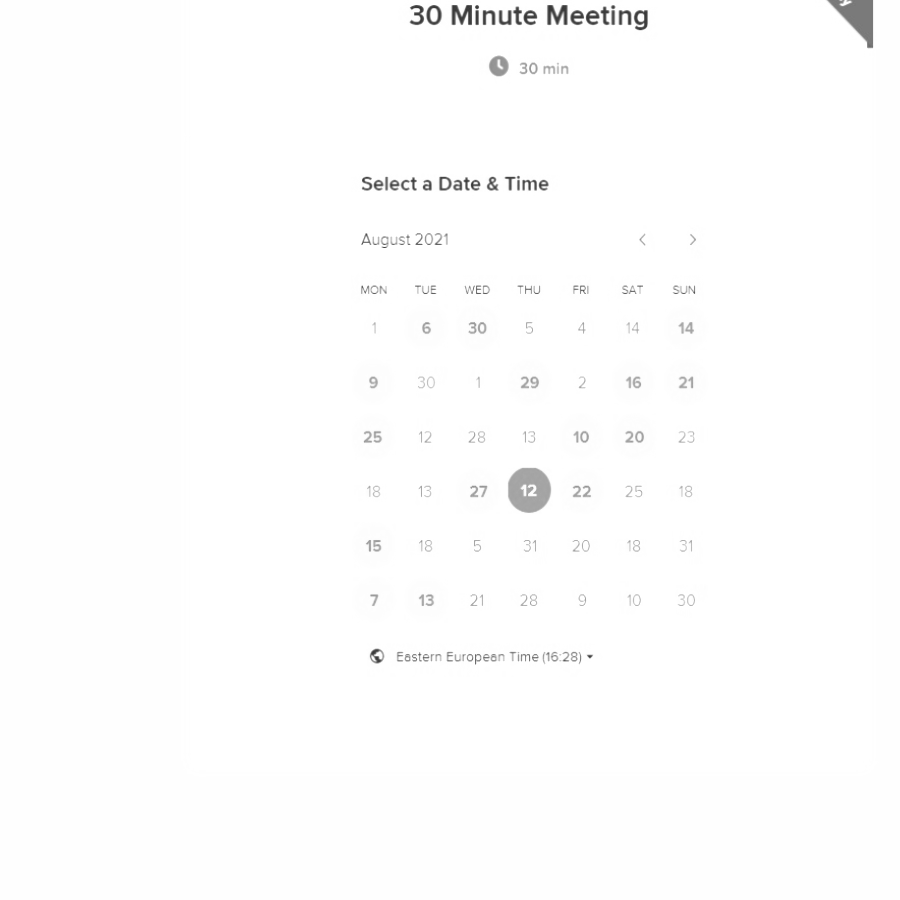 30 Minute Meeting
30 min
Select a Date & Time
August 2021
MON TUE WED THU FRI SAT SUN
1 6 30 5 4 14 14
9 30 1 29 2 16 21
25 12 28 13 10 20 23
18 13 27 12 22 25 18
15 18 5 31 20 18 31
7 13 21 28 9 10 30
Eastern European Time (16:28)